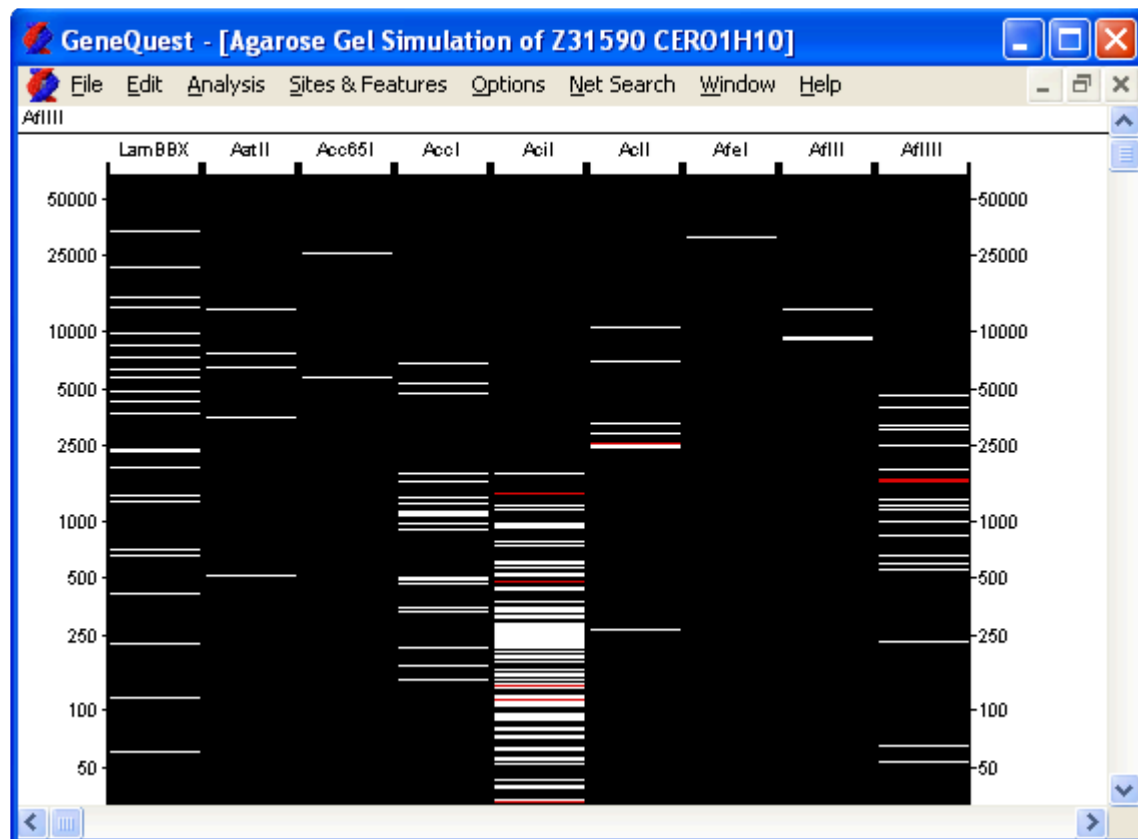 GeneQuest - [Agarose Gel Simulation of Z31590 CERO1H10]
File Edit Analysis Sites & Features Options Net Search Window Help
AflIII
LamBBX AatII Acc65I AccI AciI AclI AfeI AflII AflIII
50000 50000
25000 25000
10000 10000
5000 5000
2500 2500
1000 1000
500 500
250 250
100 100
50 50